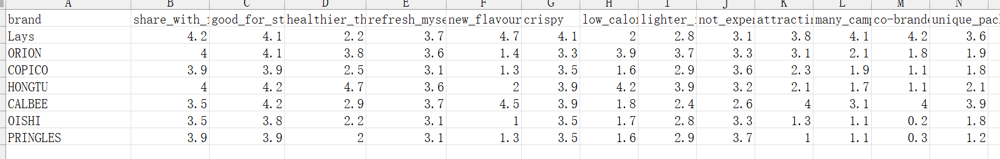 A B C D E F G H I J K L M N
brand share_with_ good_for_st healthier_th refresh_myse new_flavour crispy low_calo lighter_ not_expe attracti many_camp co-brande unique_pac
Lays 4.2 4.1 2.2 3.7 4.7 4.1 2 2.8 3.1 3.8 4.1 4.2 3.6
ORION 4 4.1 3.8 3.6 1.4 3.3 3.9 3.7 3.3 3.1 2.1 1.8 1.9
COPICO 3.9 3.9 2.5 3.1 1.3 3.5 1.6 2.9 3.6 2.3 1.9 1.1 1.8
HONGTU 4 4.2 4.7 3.6 2 3.9 4.2 3.9 3.2 2.1 1.7 1.1 2.1
CALBEE 3.5 4.2 2.9 3.7 4.5 3.9 1.8 2.4 2.6 4 3.1 4 3.9
OISHI 3.5 3.8 2.2 3.1 1 3.5 1.7 2.8 3.3 1.3 1.1 0.2 1.8
PRINGLES 3.9 3.9 2 3.1 1.3 3.5 1.6 2.9 3.7 1 1.1 0.3 1.2